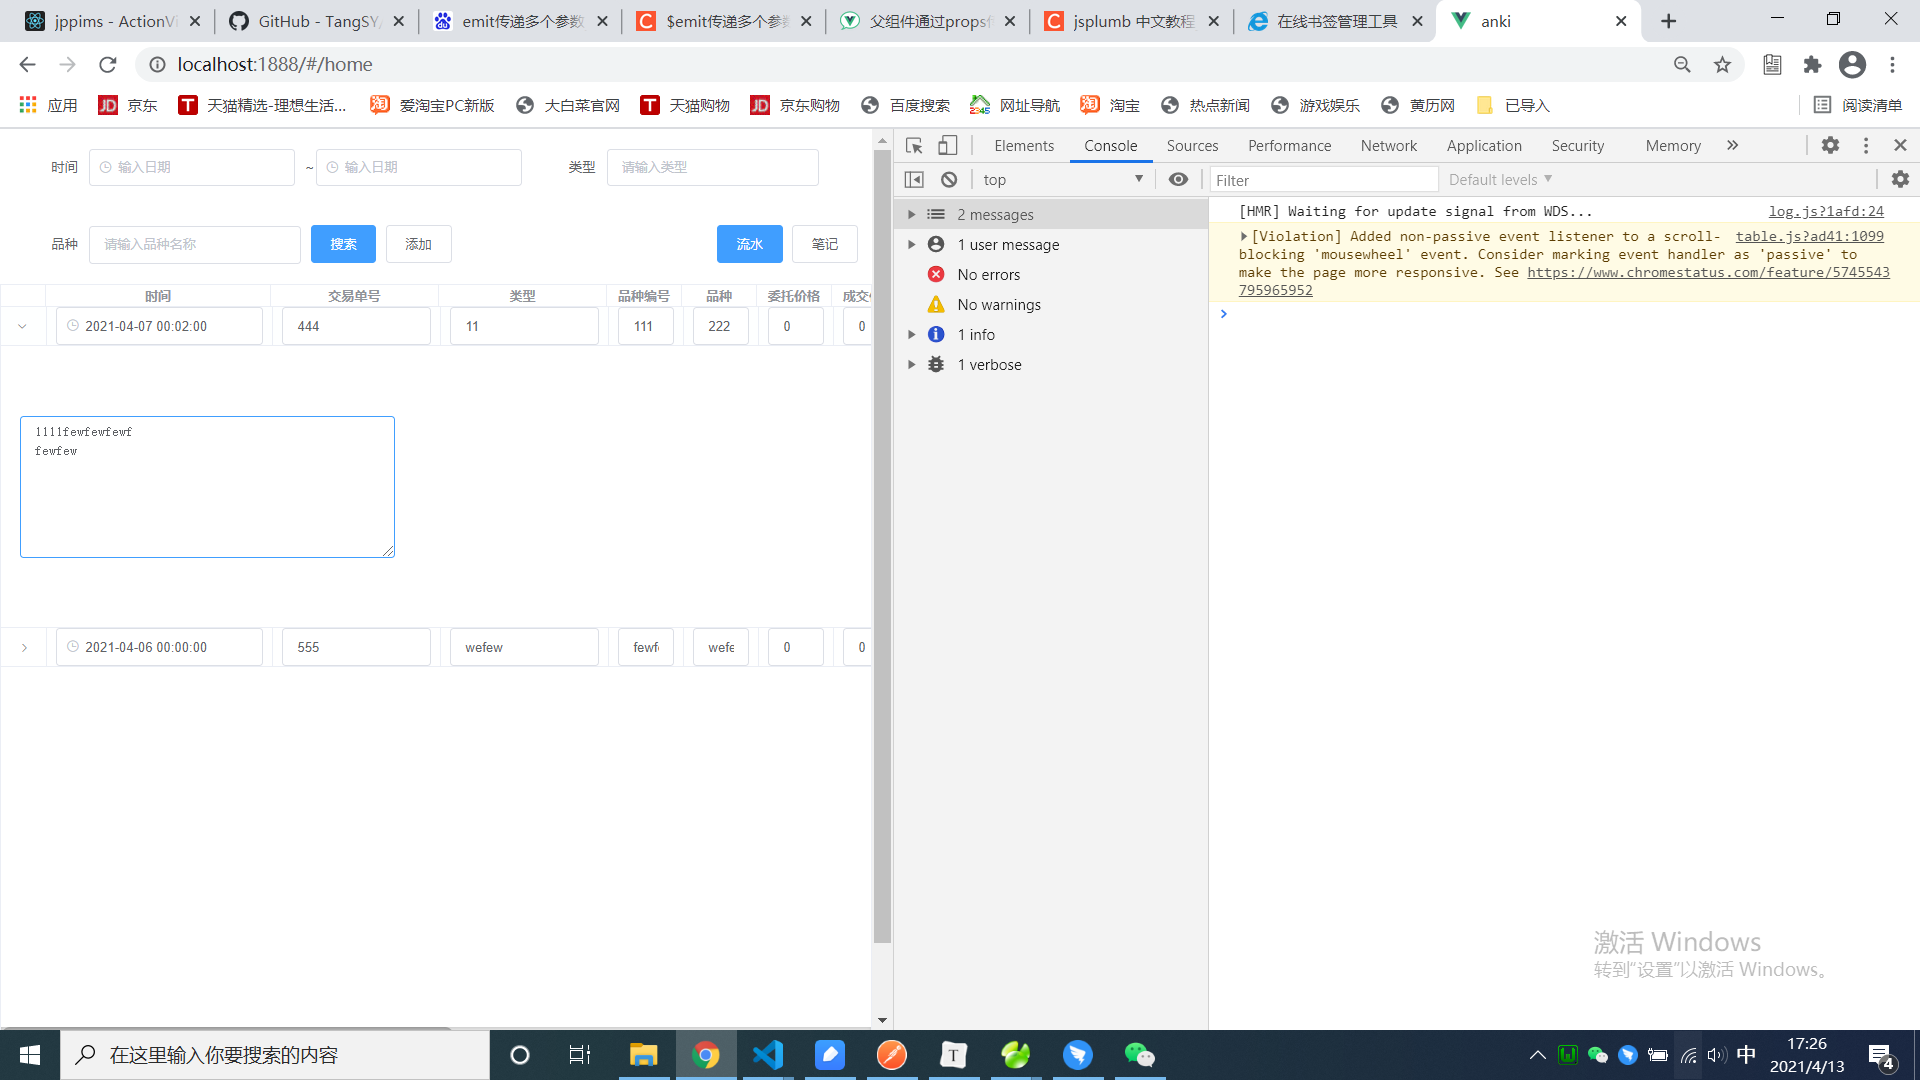 jppims - ActionVi
GitHub - TangSY/
emit传递多个参数
$emit传递多个参数
父组件通过props
jsplumb 中文教程
在线书签管理工具
anki
localhost:1888/#/home
应用
京东
天猫精选-理想生活...
爱淘宝PC新版
大白菜官网
天猫购物
京东购物
百度搜索
网址导航
淘宝
热点新闻
游戏娱乐
黄历网
已导入
阅读清单
时间
输入日期
~
输入日期
类型
请输入类型
品种
请输入品种名称
搜索
添加
流水
笔记
时间
交易单号
类型
品种编号
品种
委托价格
成交
2021-04-07 00:02:00
444
11
111
222
0
0
1111fewfewfewf
fewfew
2021-04-06 00:00:00
555
wefew
fewf
wefe
0
0
Elements
Console
Sources
Performance
Network
Application
Security
Memory
»
top
Filter
Default levels
2 messages
1 user message
No errors
No warnings
1 info
1 verbose
[HMR] Waiting for update signal from WDS...
log.js?1afd:24
[Violation] Added non-passive event listener to a scroll-
table.js?ad41:1099
blocking 'mousewheel' event. Consider marking event handler as 'passive' to
make the page more responsive. See https://www.chromestatus.com/feature/5745543
795965952
激活 Windows
转到“设置”以激活 Windows。
在这里输入你要搜索的内容
中
17:26
2021/4/13
4